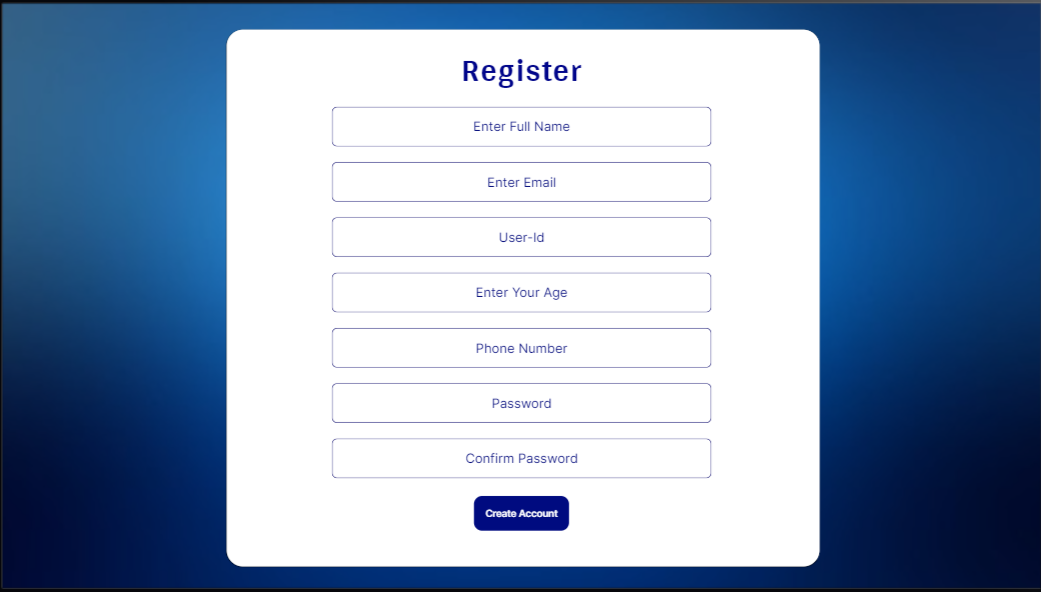 Register
Enter Full Name
Enter Email
User-Id
Enter Your Age
Phone Number
Password
Confirm Password
Create Account